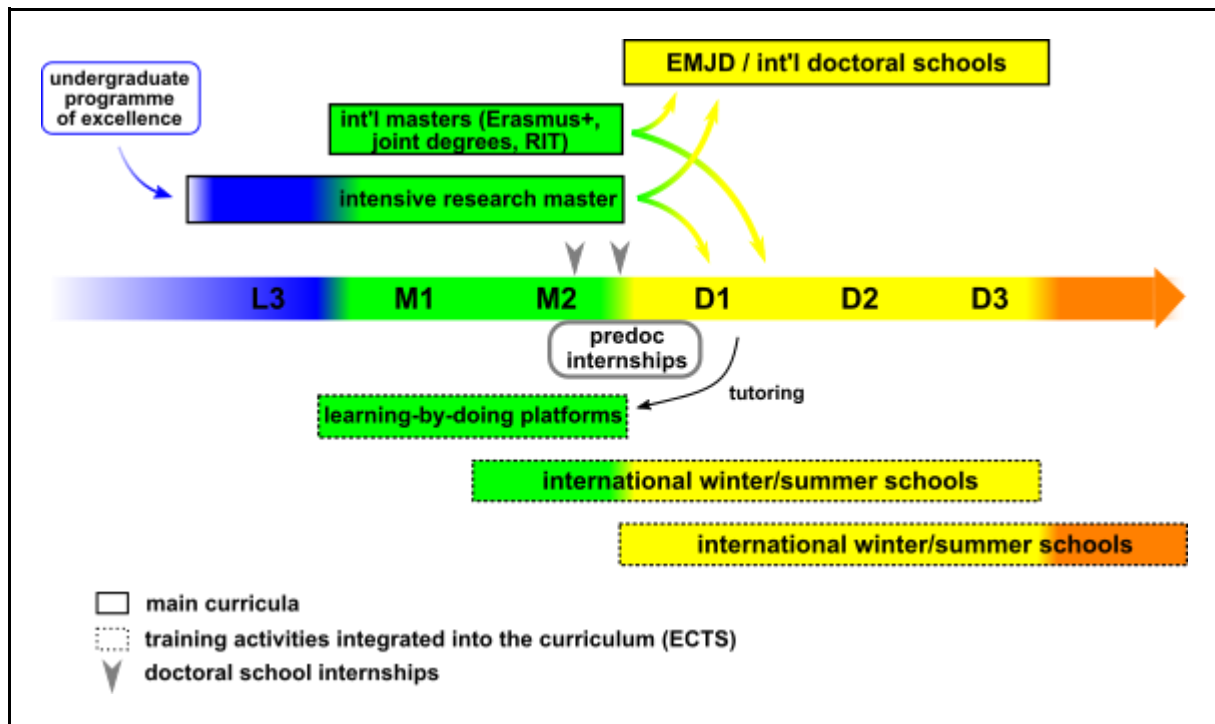 EMJD / int'l doctoral schools
undergraduate
programme
of excellence
int'l masters (Erasmus+,
joint degrees, RIT)
intensive research master
L3 M1 M2 D1 D2 D3
predoc
internships
tutoring
learning-by-doing platforms
international winter/summer schools
international winter/summer schools
main curricula
training activities integrated into the curriculum (ECTS)
doctoral school internships